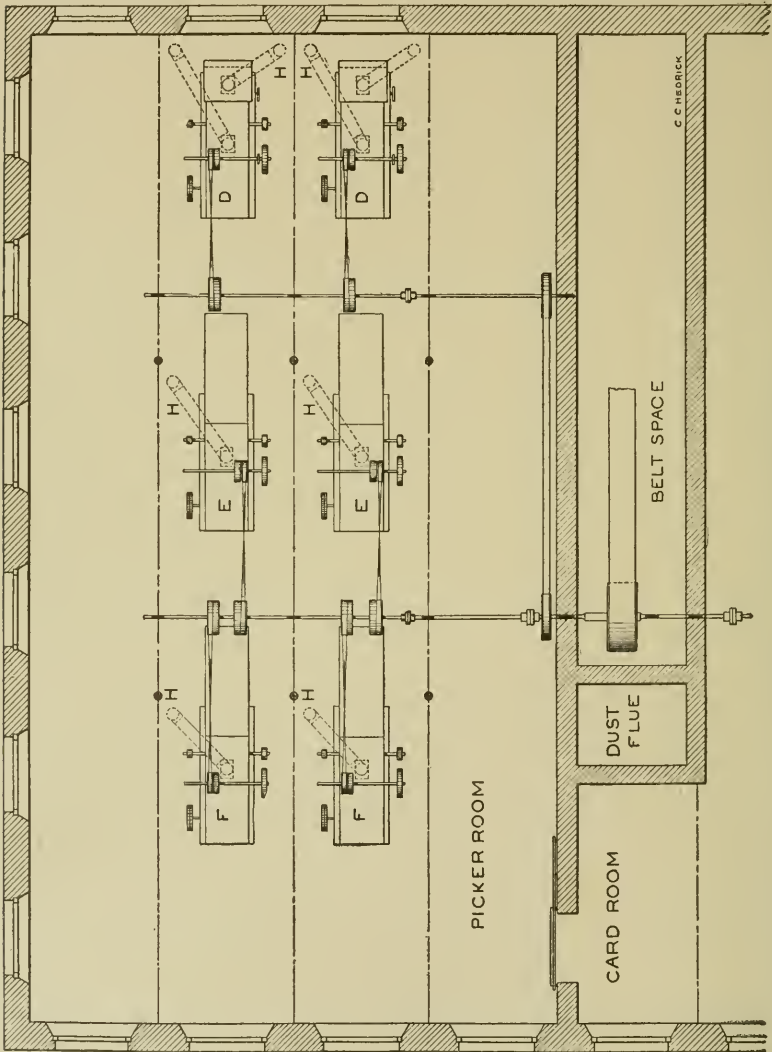 H
H
F
E
D
H
H
H
H
F
E
D
PICKER ROOM
CARD ROOM
DUST
FLUE
BELT SPACE
C C HEDRICK